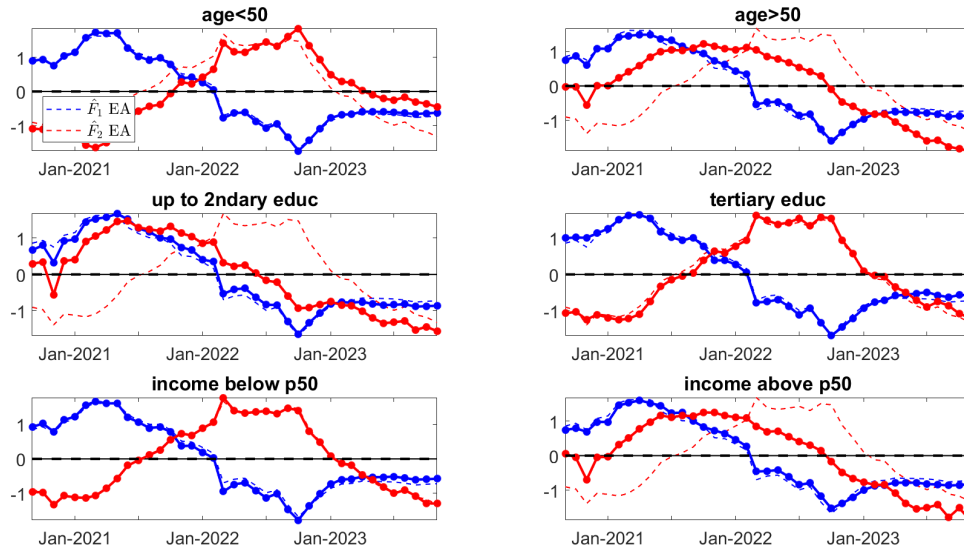 age<50
1
0
-1
F̂₁ EA
F̂₂ EA
Jan-2021 Jan-2022 Jan-2023
age>50
1
0
1
Jan-2021 Jan-2022 Jan-2023
up to 2ndary educ
1
0
-1
Jan-2021 Jan-2022 Jan-2023
tertiary educ
1
0
-1
Jan-2021 Jan-2022 Jan-2023
income below p50
1
0
-1
Jan-2021 Jan-2022 Jan-2023
income above p50
1
0
-1
Jan-2021 Jan-2022 Jan-2023